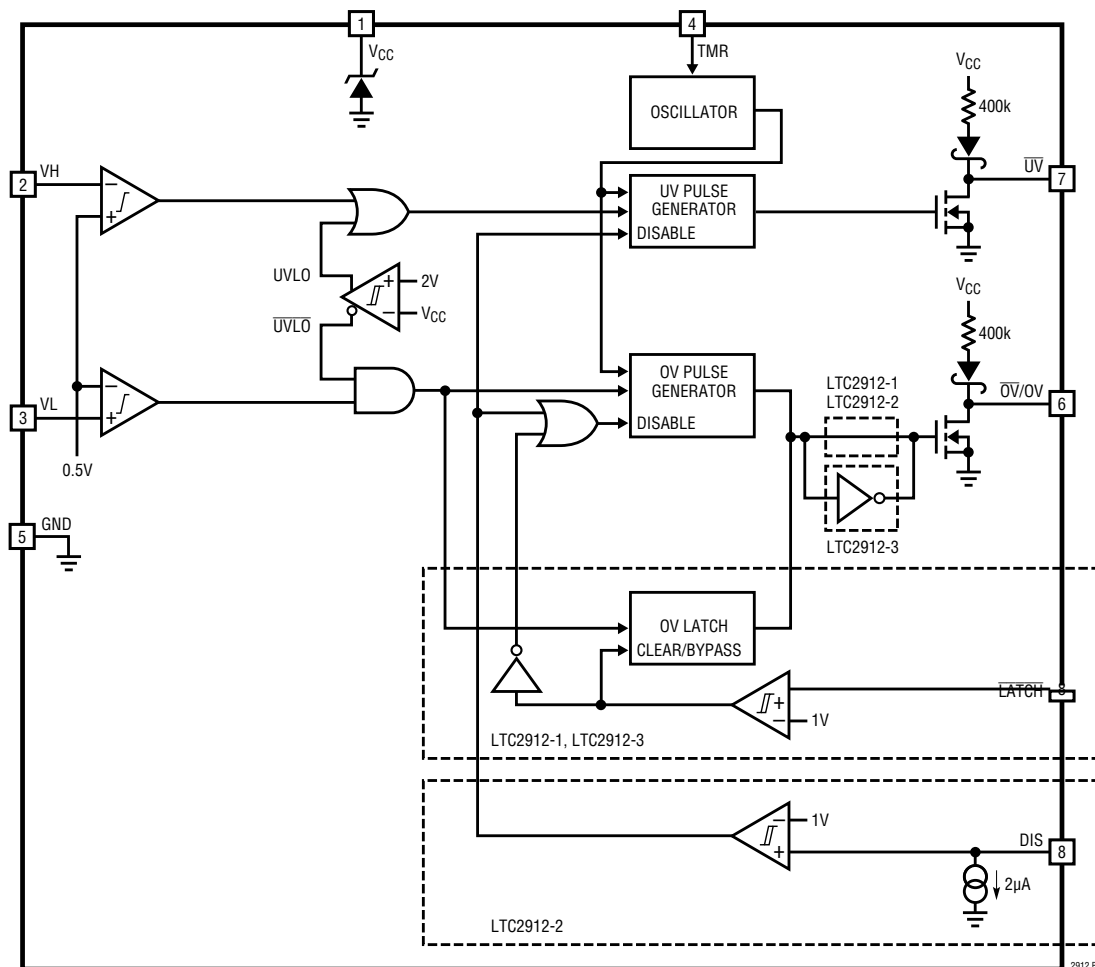 1
VCC
4
TMR
OSCILLATOR
VCC
400k
2
VH
−
+
UV PULSE
GENERATOR
DISABLE
UV
7
UVLO
+
2V
−
VCC
UVLO
VCC
400k
3
VL
−
+
0.5V
OV PULSE
GENERATOR
DISABLE
LTC2912-1
LTC2912-2
OV/OV
6
LTC2912-3
5
GND
OV LATCH
CLEAR/BYPASS
LATCH
+
−
1V
LTC2912-1, LTC2912-3
−
1V
+
DIS
8
2µA
LTC2912-2